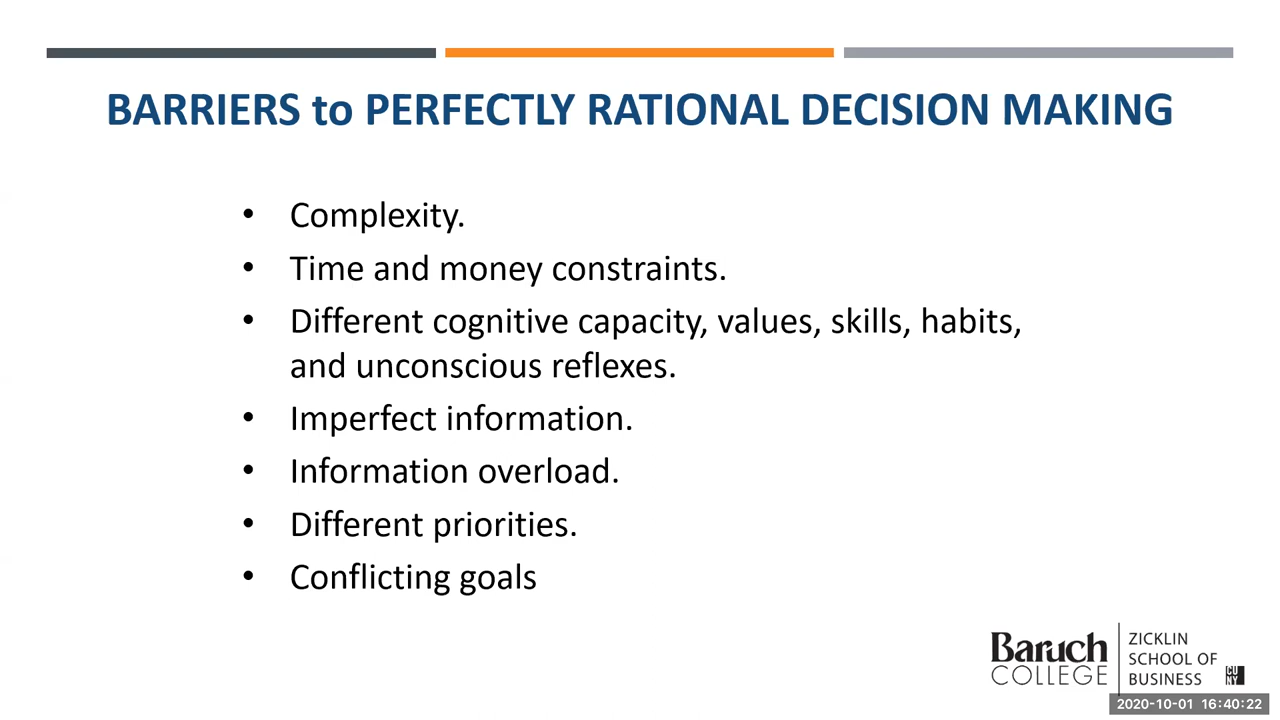 BARRIERS to PERFECTLY RATIONAL DECISION MAKING
• Complexity.
• Time and money constraints.
• Different cognitive capacity, values, skills, habits,
and unconscious reflexes.
• Imperfect information.
• Information overload.
• Different priorities.
• Conflicting goals
Baruch
COLLEGE
ZICKLIN
SCHOOL OF
BUSINESS
CU
NY
2020-10-01 16:40:22